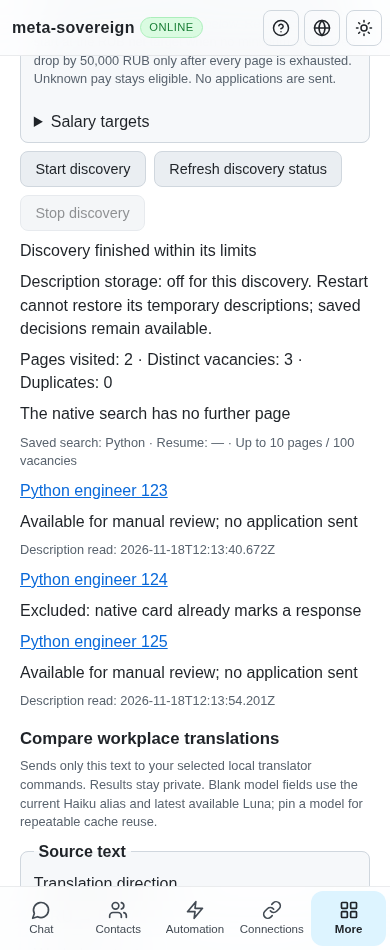 meta-sovereign ONLINE
drop by 50,000 RUB only after every page is exhausted.
Unknown pay stays eligible. No applications are sent.
Salary targets
Start discovery Refresh discovery status
Stop discovery
Discovery finished within its limits
Description storage: off for this discovery. Restart
cannot restore its temporary descriptions; saved
decisions remain available.
Pages visited: 2 · Distinct vacancies: 3 ·
Duplicates: 0
The native search has no further page
Saved search: Python · Resume: — · Up to 10 pages / 100
vacancies
Python engineer 123
Available for manual review; no application sent
Description read: 2026-11-18T12:13:40.672Z
Python engineer 124
Excluded: native card already marks a response
Python engineer 125
Available for manual review; no application sent
Description read: 2026-11-18T12:13:54.201Z
Compare workplace translations
Sends only this text to your selected local translator
commands. Results stay private. Blank model fields use the
current Haiku alias and latest available Luna; pin a model for
repeatable cache reuse.
Source text
Translation direction
Chat Contacts Automation Connections More